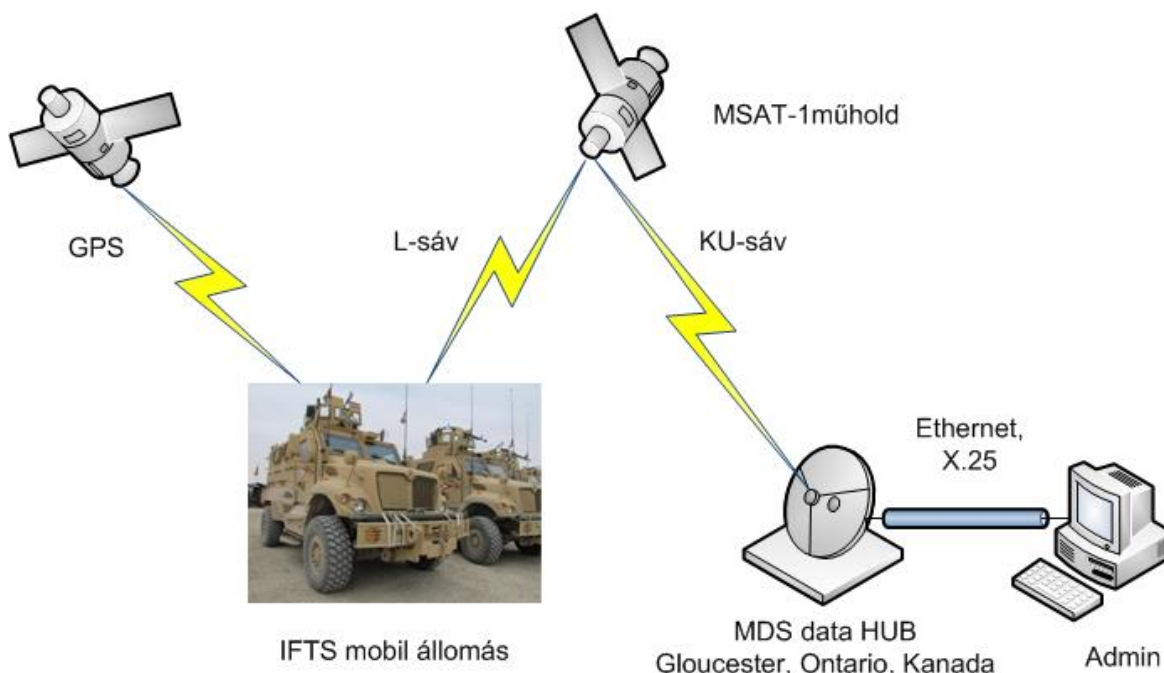 MSAT-1műhold
GPS
L-sáv
KU-sáv
Ethernet,
X.25
IFTS mobil állomás
MDS data HUB
Gloucester, Ontario, Kanada
Admin